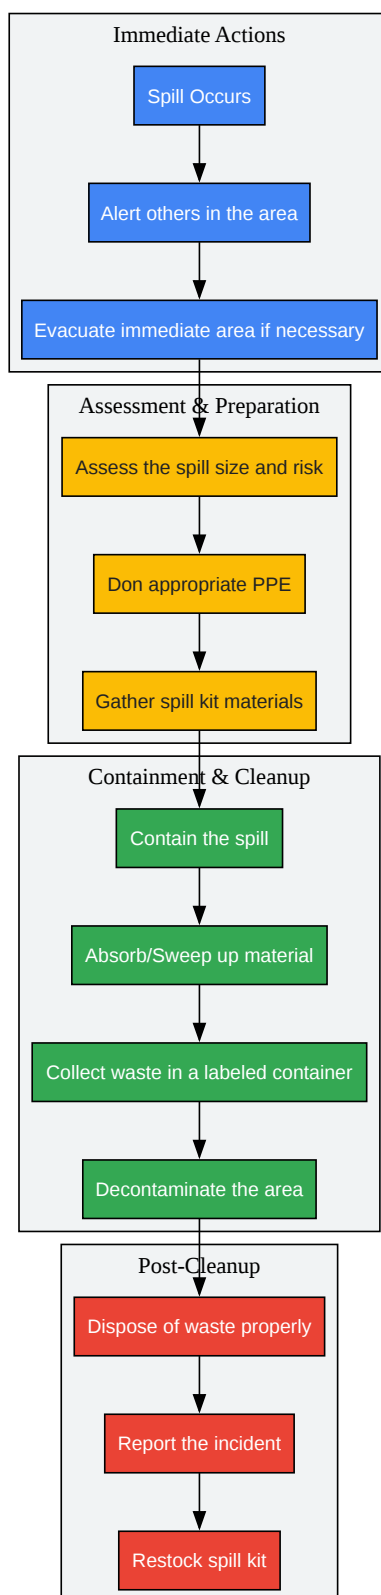 Immediate Actions
Spill Occurs
Alert others in the area
Evacuate immediate area if necessary
Assessment & Preparation
Assess the spill size and risk
Don appropriate PPE
Gather spill kit materials
Containment & Cleanup
Contain the spill
Absorb/Sweep up material
Collect waste in a labeled container
Decontaminate the area
Post-Cleanup
Dispose of waste properly
Report the incident
Restock spill kit